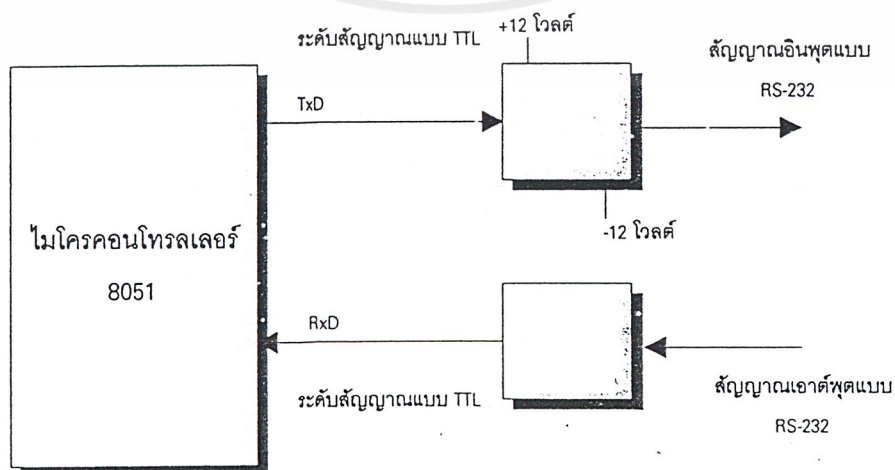 ระดับสัญญาณแบบ TTL
+12 โวลต์
สัญญาณอินพุตแบบ
RS-232
TxD
-12 โวลต์
ไมโครคอนโทรลเลอร์
8051
RxD
ระดับสัญญาณแบบ TTL
สัญญาณเอาต์พุตแบบ
RS-232